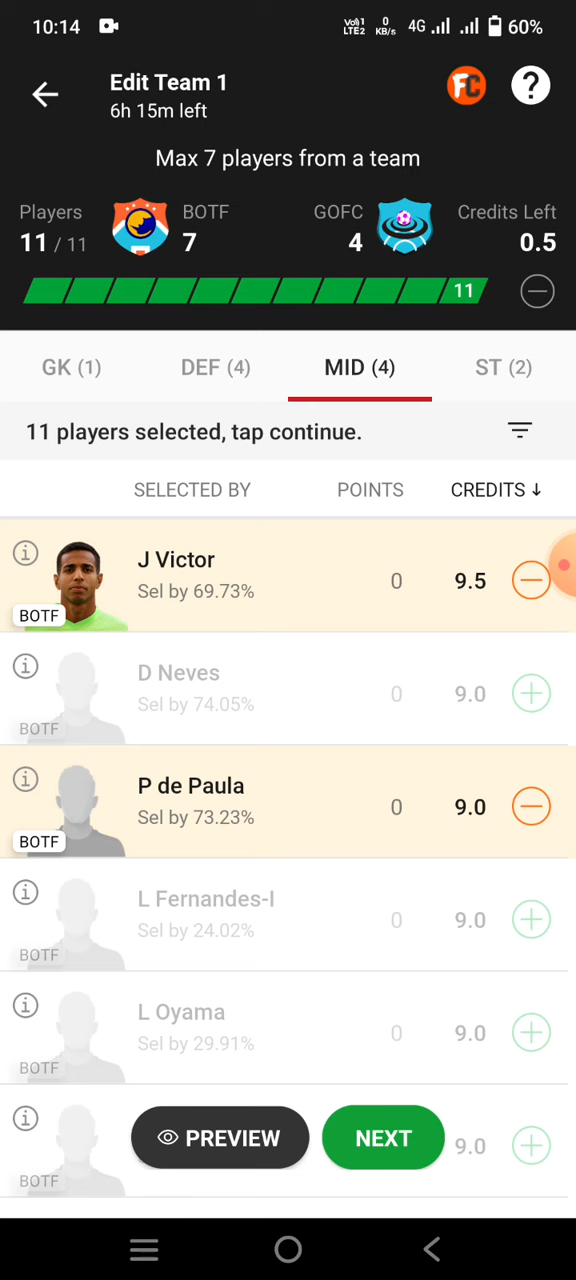 10:14 Vo)) 1 LTE2 0 KB/s 4G 60%
Edit Team 1
6h 15m left
FC ?
Max 7 players from a team
Players BOTF GOFC Credits Left
11 / 11 7 4 0.5
11
GK (1) DEF (4) MID (4) ST (2)
11 players selected, tap continue.
SELECTED BY POINTS CREDITS ↓
J Victor
Sel by 69.73% 0 9.5
BOTF
D Neves
Sel by 74.05% 0 9.0
BOTF
P de Paula
Sel by 73.23% 0 9.0
BOTF
L Fernandes-I
Sel by 24.02% 0 9.0
BOTF
L Oyama
Sel by 29.91% 0 9.0
BOTF
PREVIEW NEXT 9.0
BOTF